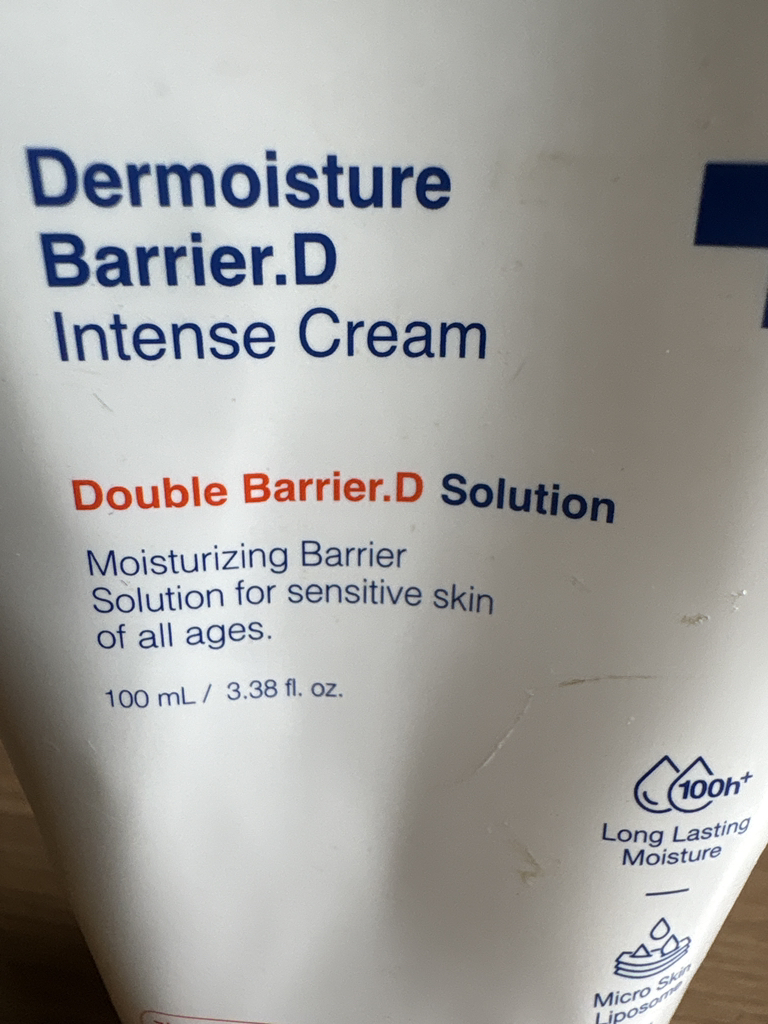 Dermoisture
Barrier.D
Intense Cream
Double Barrier.D Solution
Moisturizing Barrier
Solution for sensitive skin
of all ages.
100 mL / 3.38 fl. oz.
100h+
Long Lasting
Moisture
Micro Skin
Liposome